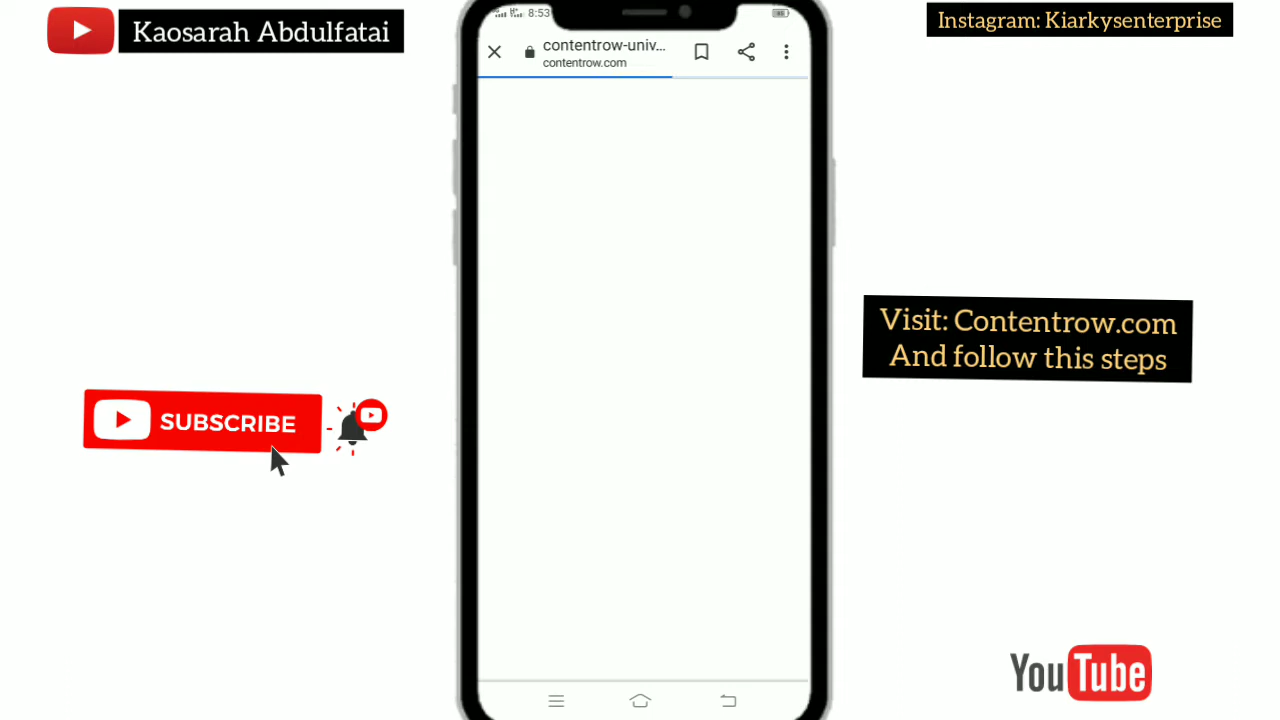 Kaosarah Abdulfatai
8:53
contentrow-univ...
contentrow.com
Instagram: Kiarkysenterprise
Visit: Contentrow.com
And follow this steps
SUBSCRIBE
YouTube